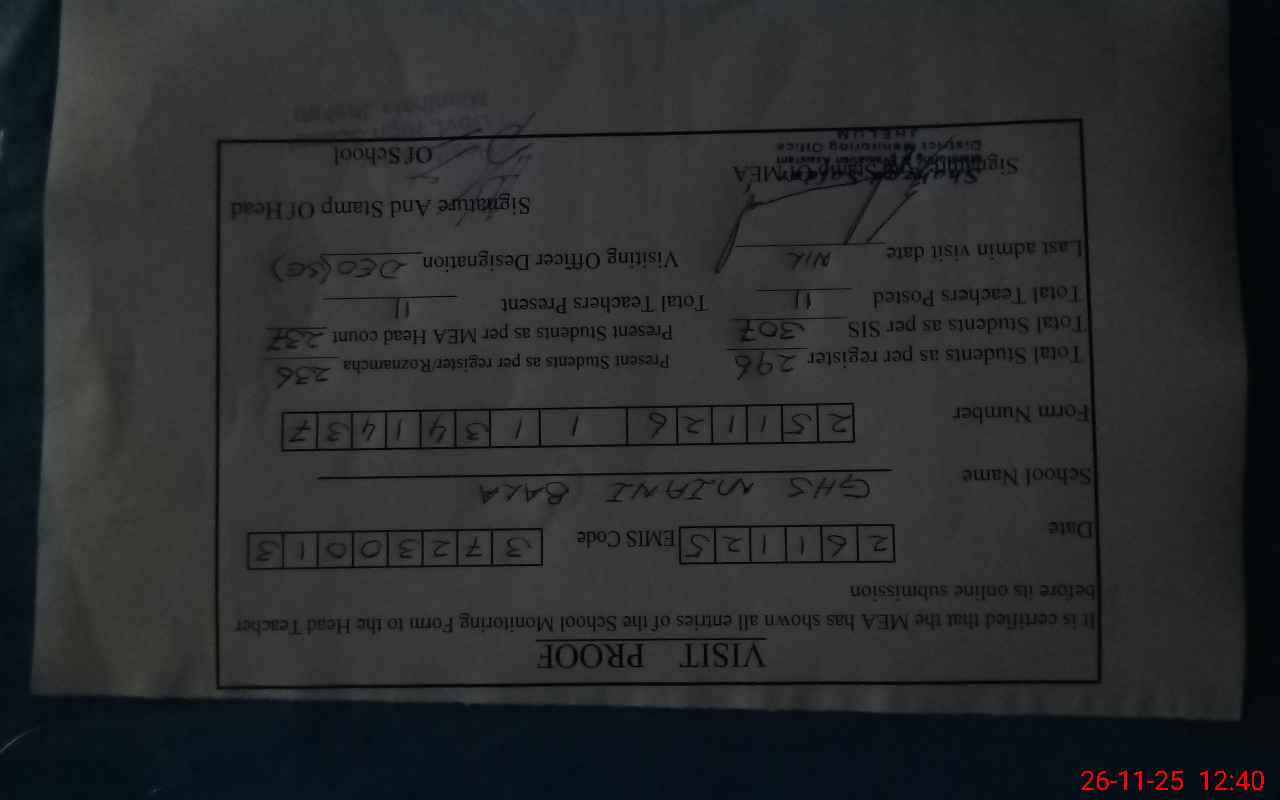 VISIT PROOF
It is certified that the MEA has shown all entries of the School Monitoring Form to the Head Teacher
before its online submission
Date 2 6 1 1 2 5 EMIS Code 3 7 2 3 0 0 1 3
School Name GHS MIANI BALA
Form Number 2 5 1 1 2 6 1 1 3 4 1 4 3 7
Total Students as per register 296 Present Students as per register/Roznamcha 236
Total Students as per SIS 307 Present Students as per MEA Head count 237
Total Teachers Posted 11 Total Teachers Present 11
Last admin visit date NIL Visiting Officer Designation DEO(SE)
Signature And Stamp Of Head
Signature Stamp Of MEA Of School
District Monitoring Office
JHELUM
26-11-25 12:40